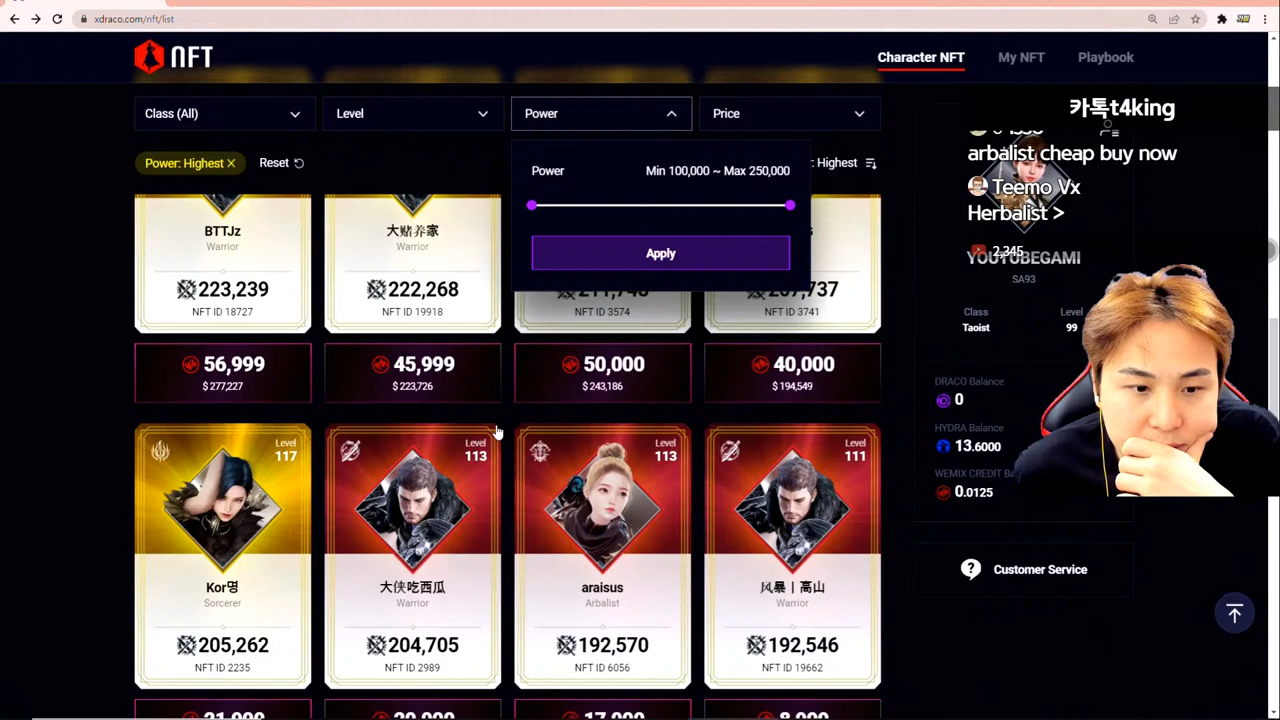 xdraco.com/nft/list
NFT
Character NFT
My NFT
Playbook
Class (All)
Level
Power
Price
Power: Highest
Reset
: Highest
Power
Min 100,000 ~ Max 250,000
Apply
BTTJz
Warrior
223,239
NFT ID 18727
大赌养家
Warrior
222,268
NFT ID 19918
NFT ID 3574
NFT ID 3741
56,999
$ 277,227
45,999
$ 223,726
50,000
$ 243,186
40,000
$ 194,549
Level
117
Kor명
Sorcerer
205,262
NFT ID 2235
Level
113
大侠吃西瓜
Warrior
204,705
NFT ID 2989
Level
113
araisus
Arbalist
192,570
NFT ID 6056
Level
111
风暴丨高山
Warrior
192,546
NFT ID 19662
카톡t4king
arbalist cheap buy now
Teemo Vx
Herbalist >
2,345
YOUTUBEGAMI
SA93
Class
Taoist
Level
99
DRACO Balance
0
HYDRA Balance
13.6000
WEMIX CREDIT
0.0125
Customer Service